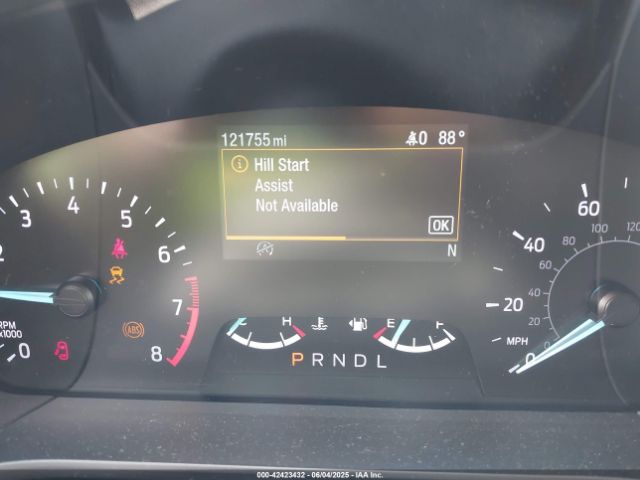 121755 mi 0 88°
Hill Start
Assist
Not Available
OK
N
2 3 4 5 6 7 8
RPM
x1000
0
ABS
C H E F
P R N D L
60
40
20
0
MPH
120
100
80
60
40
20
0
000-42423432 - 06/04/2025 - IAA Inc.